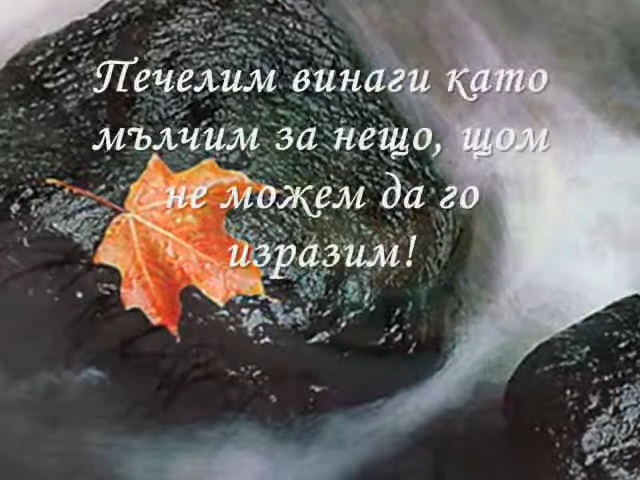 Печелим винаги като
мълчим за нещо, щом
не можем да го
изразим!